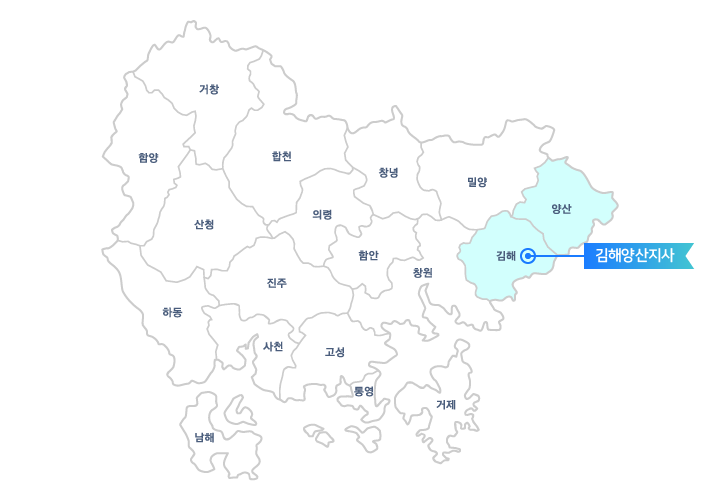 거창
함양
합천
창녕
밀양
양산
산청
의령
함안
김해
김해양산지사
창원
진주
하동
사천
고성
통영
거제
남해